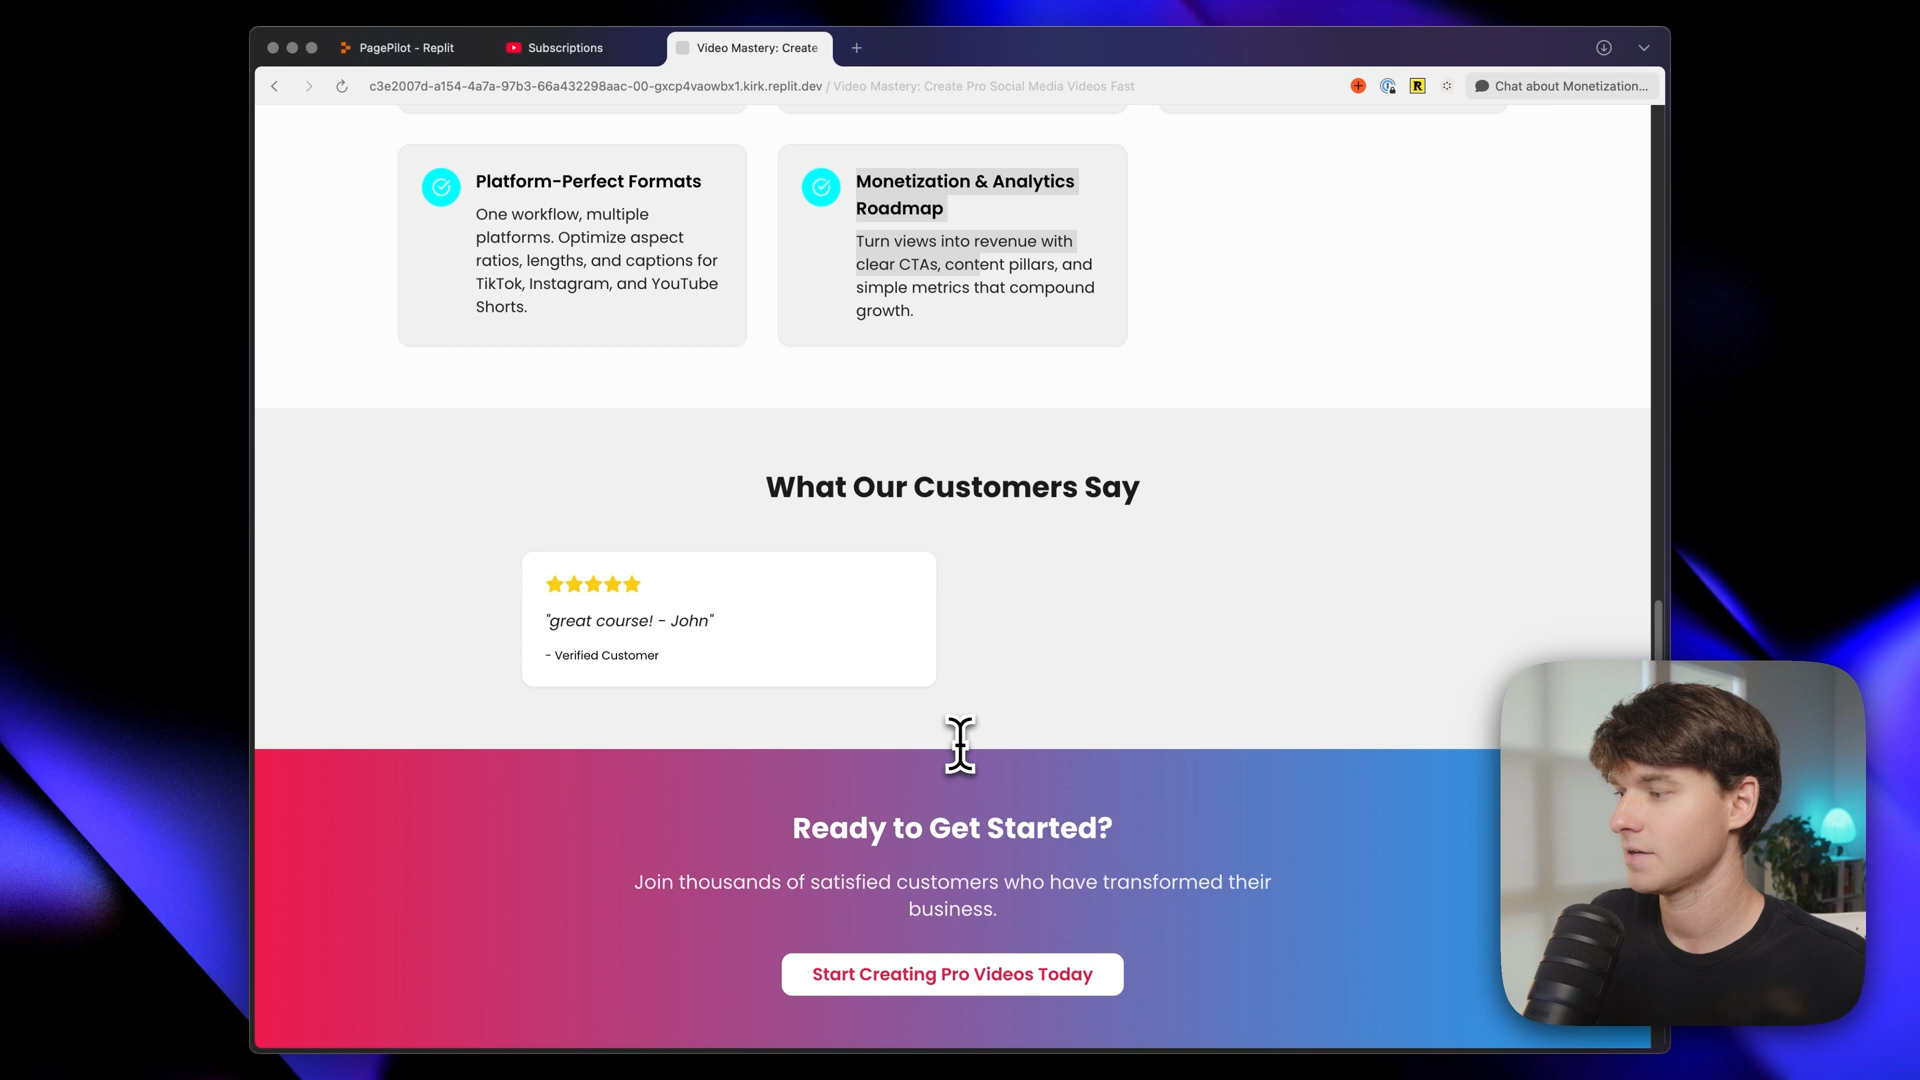 PagePilot - Replit
Subscriptions
Video Mastery: Create
c3e2007d-a154-4a7a-97b3-66a432298aac-00-gxcp4vaowbx1.kirk.replit.dev / Video Mastery: Create Pro Social Media Videos Fast
R
Chat about Monetization...
Platform-Perfect Formats
One workflow, multiple
platforms. Optimize aspect
ratios, lengths, and captions for
TikTok, Instagram, and YouTube
Shorts.
Monetization & Analytics
Roadmap
Turn views into revenue with
clear CTAs, content pillars, and
simple metrics that compound
growth.
What Our Customers Say
"great course! - John"
- Verified Customer
Ready to Get Started?
Join thousands of satisfied customers who have transformed their
business.
Start Creating Pro Videos Today